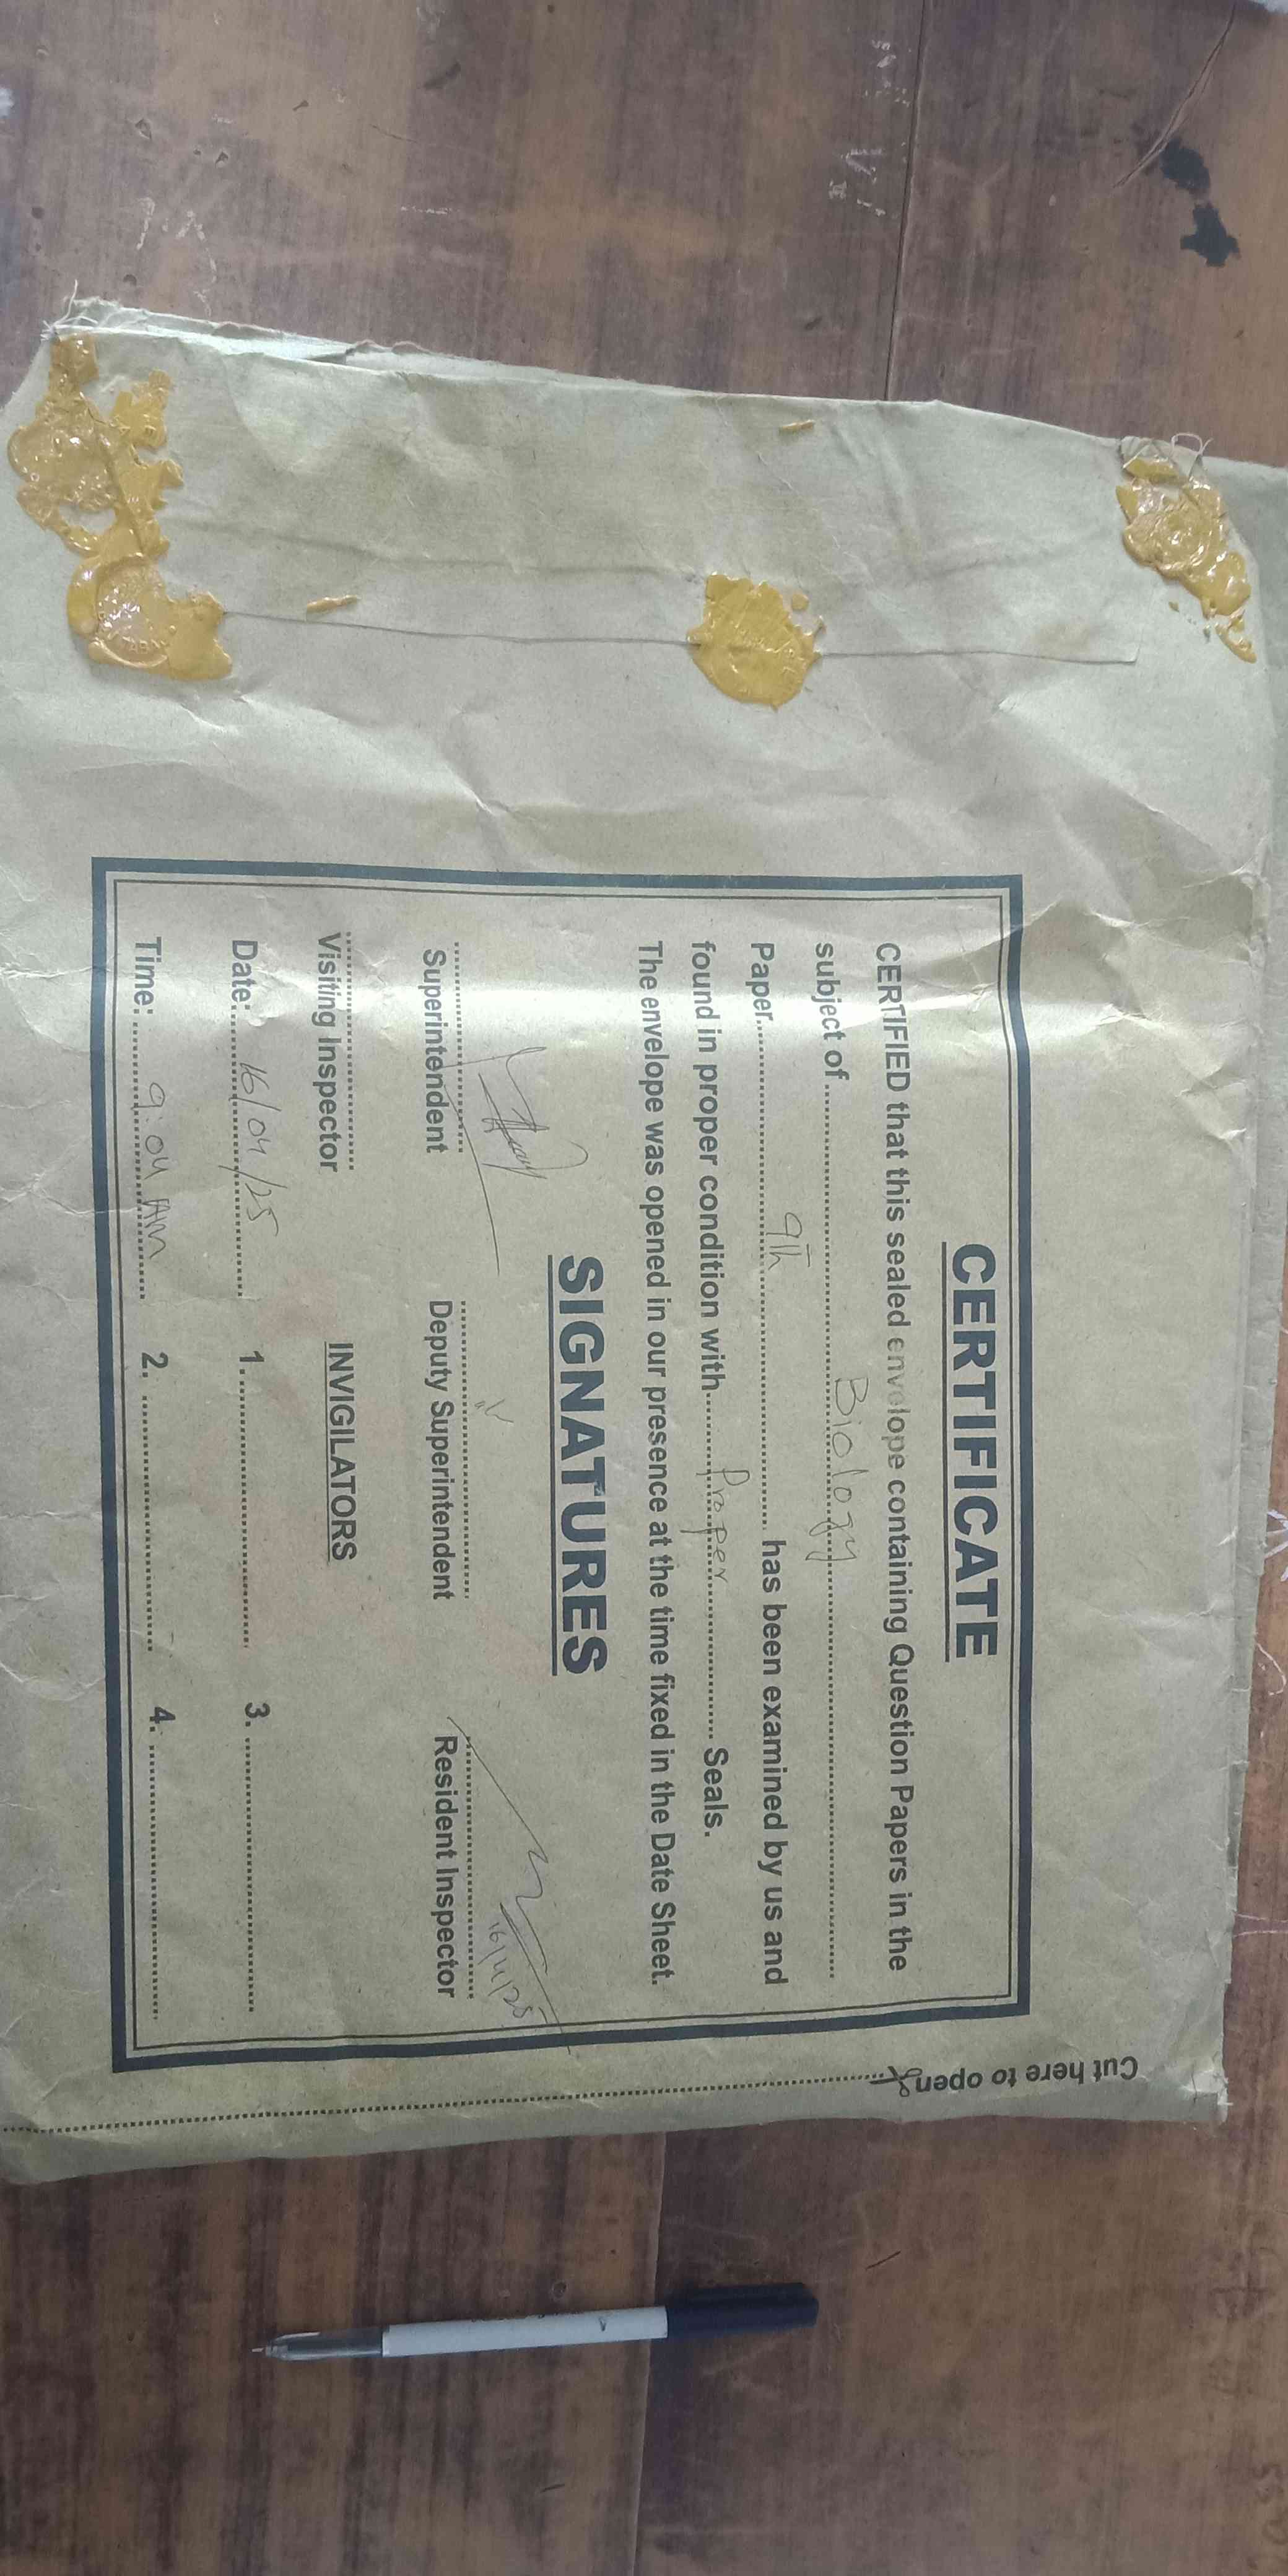 CERTIFICATE
CERTIFIED that this sealed envelope containing Question Papers in the
subject of.......... Biology ..........
Paper.......... 9th .......... has been examined by us and
found in proper condition with.......... Proper .......... Seals.
The envelope was opened in our presence at the time fixed in the Date Sheet.
SIGNATURES
16/4/25
Superintendent Deputy Superintendent Resident Inspector
Visiting Inspector INVIGILATORS
Date:.......... 16/04/25 .......... 1. .......... 3. ..........
Time:.......... 9:04 AM .......... 2. .......... 4. ..........
Cut here to open